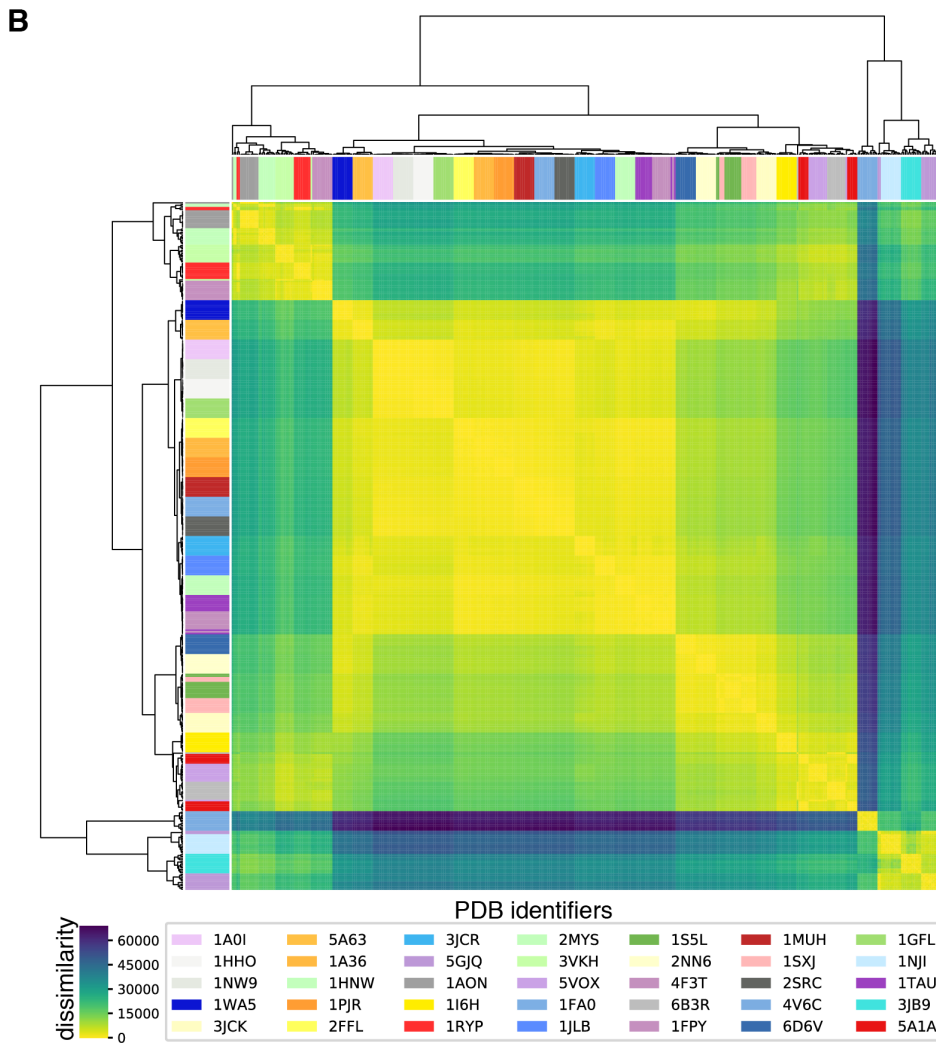 B
PDB identifiers
dissimilarity
60000
45000
30000
15000
0
1A0I 5A63 3JCR 2MYS 1S5L 1MUH 1GFL
1HHO 1A36 5GJQ 3VKH 2NN6 1SXJ 1NJI
1NW9 1HNW 1AON 5VOX 4F3T 2SRC 1TAU
1WA5 1PJR 1I6H 1FA0 6B3R 4V6C 3JB9
3JCK 2FFL 1RYP 1JLB 1FPY 6D6V 5A1A